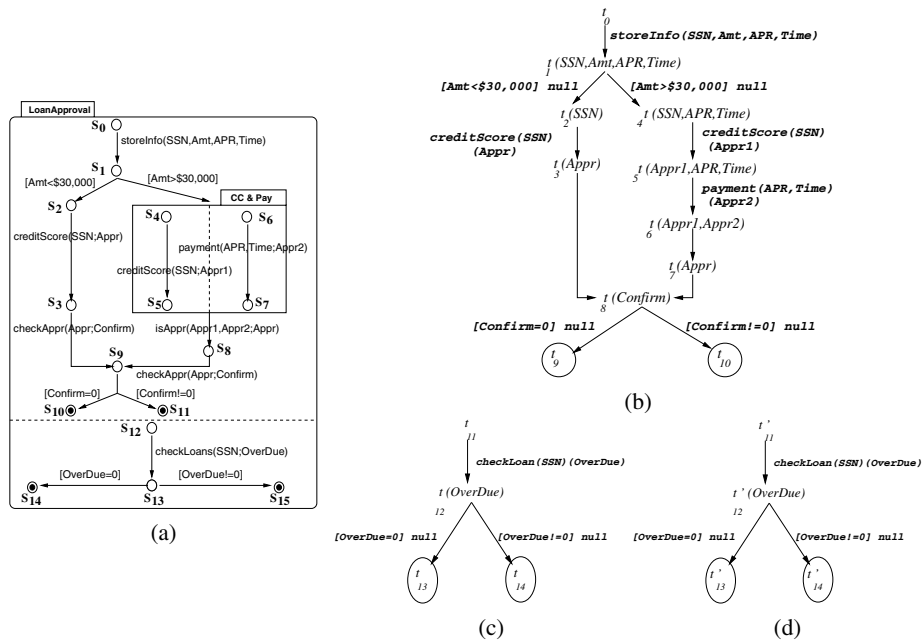 LoanApproval
S0
storeInfo(SSN,Amt,APR,Time)
S1
[Amt<$30,000]
[Amt>$30,000]
S2
CC & Pay
S4
S6
creditScore(SSN;Appr)
payment(APR,Time;Appr2)
creditScore(SSN;Appr1)
S3
S5
S7
checkAppr(Appr;Confirm)
isAppr(Appr1,Appr2;Appr)
S8
S9
checkAppr(Appr;Confirm)
[Confirm=0]
[Confirm!=0]
S10
S11
S12
checkLoans(SSN;OverDue)
[OverDue=0]
[OverDue!=0]
S14
S13
S15
(a)
t0
storeInfo(SSN,Amt,APR,Time)
t1(SSN,Amt,APR,Time)
[Amt<$30,000] null
[Amt>$30,000] null
t2(SSN)
t4(SSN,APR,Time)
creditScore(SSN)
(Appr)
creditScore(SSN)
(Appr1)
t3(Appr)
t5(Appr1,APR,Time)
payment(APR,Time)
(Appr2)
t6(Appr1,Appr2)
t7(Appr)
t8(Confirm)
[Confirm=0] null
[Confirm!=0] null
t9
t10
(b)
t11
checkLoan(SSN)(OverDue)
t12(OverDue)
[OverDue=0] null
[OverDue!=0] null
t13
t14
(c)
t'11
checkLoan(SSN)(OverDue)
t'12(OverDue)
[OverDue=0] null
[OverDue!=0] null
t'13
t'14
(d)